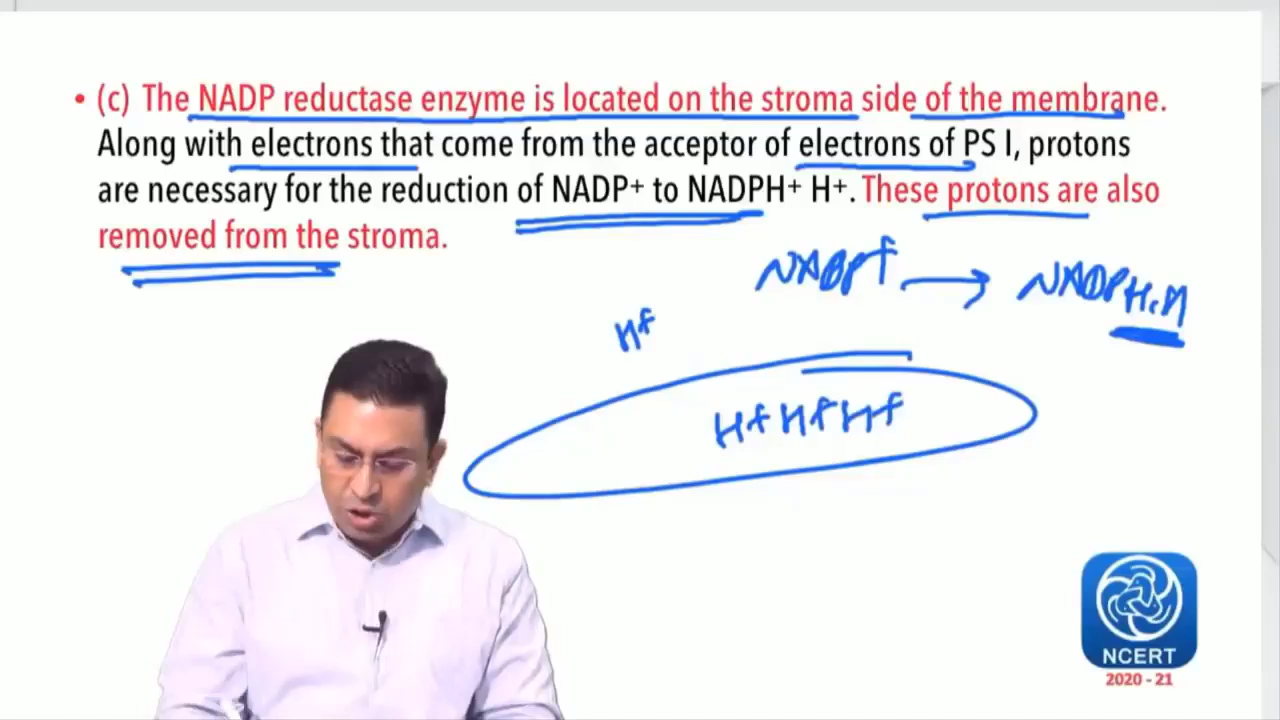 • (c) The NADP reductase enzyme is located on the stroma side of the membrane.
Along with electrons that come from the acceptor of electrons of PS I, protons
are necessary for the reduction of NADP+ to NADPH+ H+. These protons are also
removed from the stroma.
NADP+ → NADPH.H
H+
H+ H+ H+
NCERT
2020 - 21